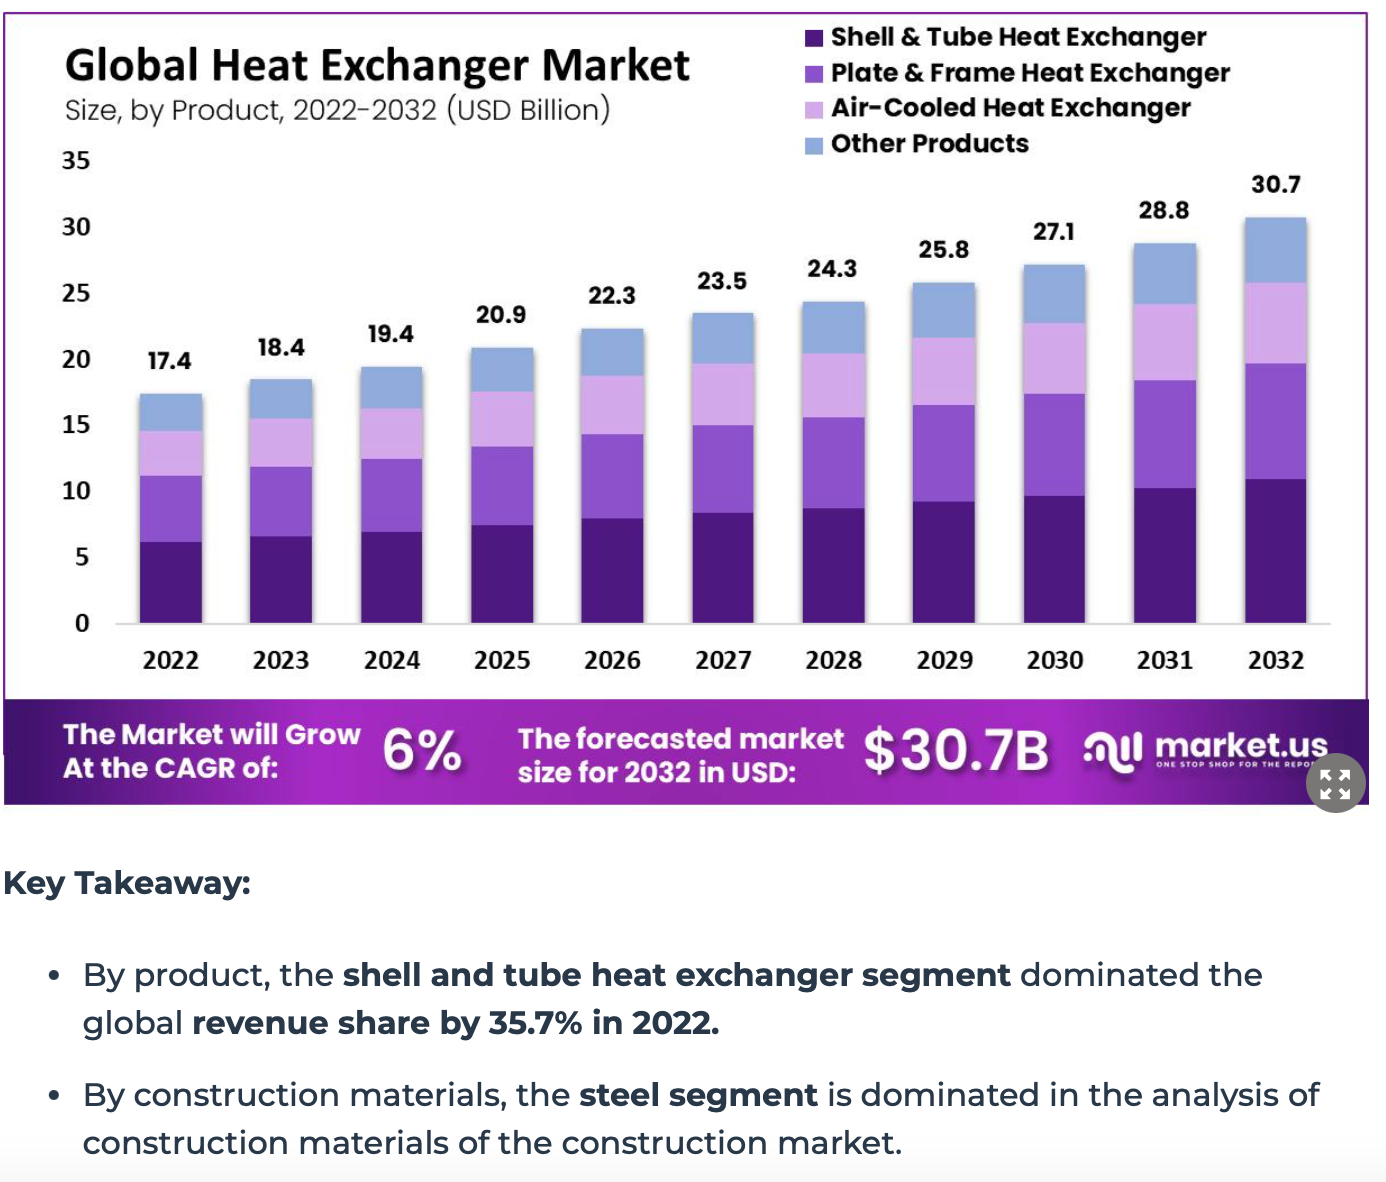 Global Heat Exchanger Market
Size, by Product, 2022-2032 (USD Billion)
Shell & Tube Heat Exchanger
Plate & Frame Heat Exchanger
Air-Cooled Heat Exchanger
Other Products
35
30
25
20
15
10
5
0
17.4
18.4
19.4
20.9
22.3
23.5
24.3
25.8
27.1
28.8
30.7
2022
2023
2024
2025
2026
2027
2028
2029
2030
2031
2032
The Market will Grow
At the CAGR of:
6%
The forecasted market
size for 2032 in USD:
$30.7B
market.us
ONE STOP SHOP FOR THE
Key Takeaway:
• By product, the shell and tube heat exchanger segment dominated the
global revenue share by 35.7% in 2022.
• By construction materials, the steel segment is dominated in the analysis of
construction materials of the construction market.